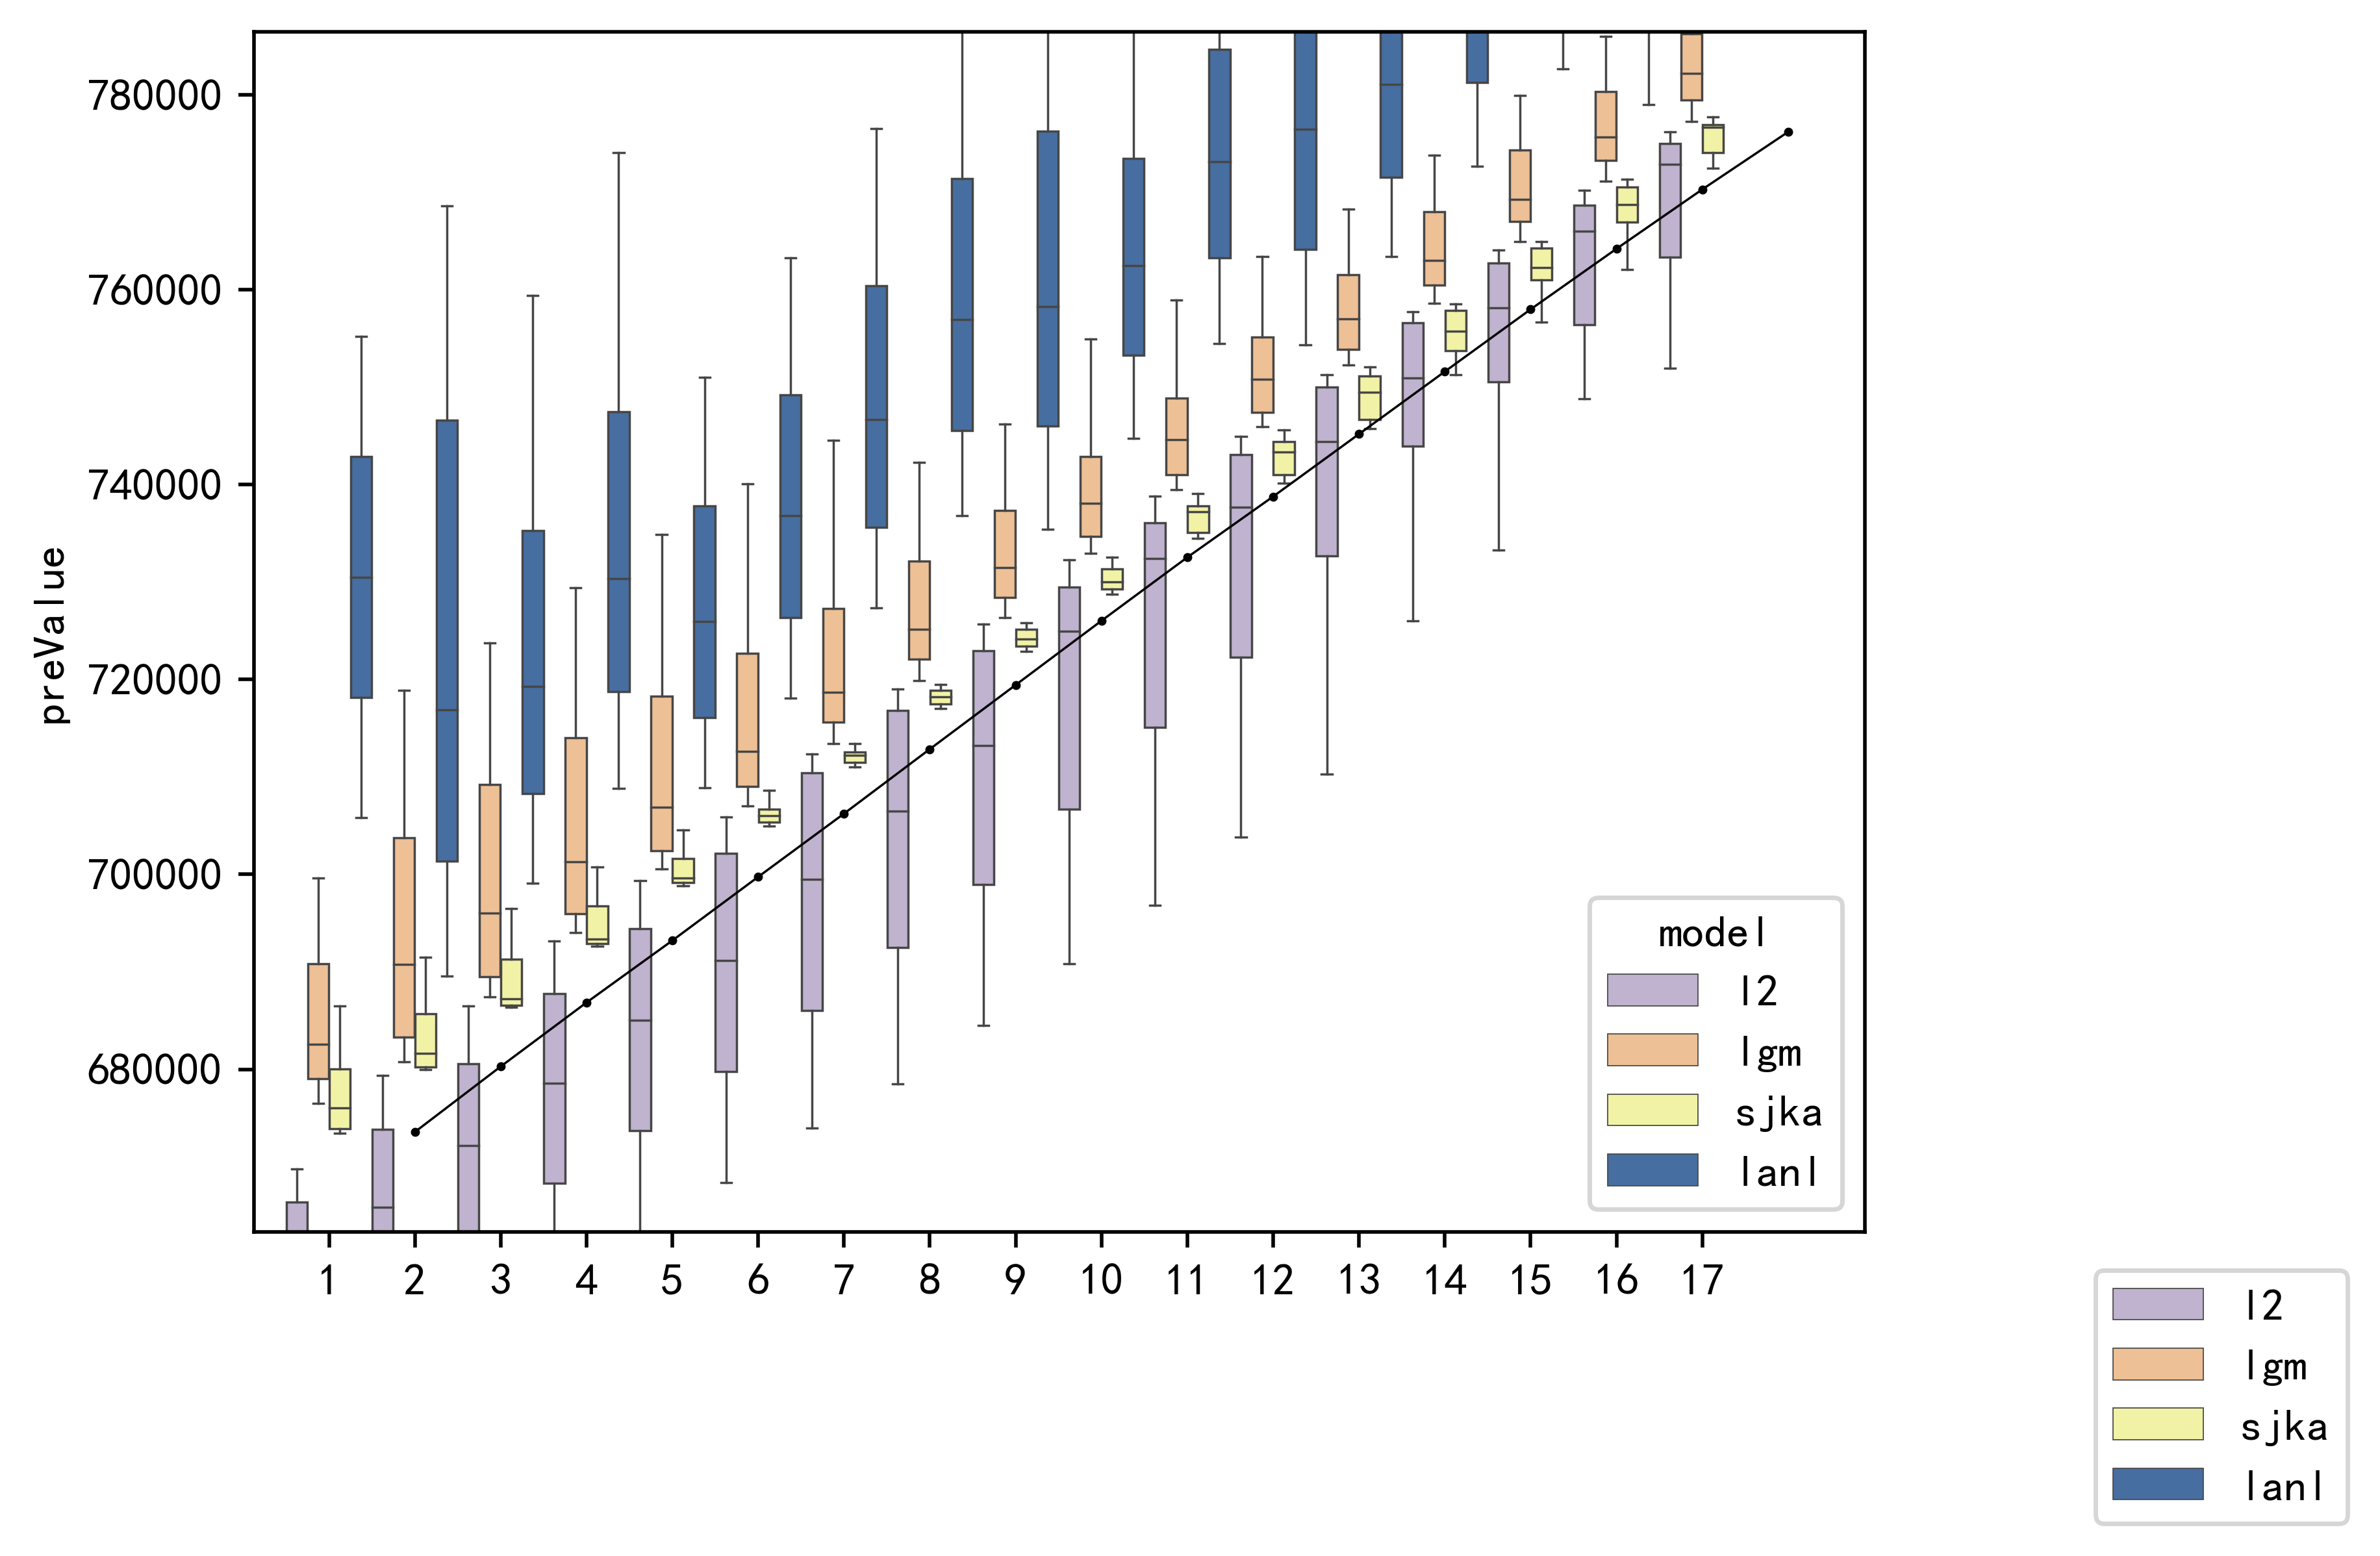 780000
760000
740000
720000
700000
680000
preValue
model
l2
lgm
sjka
lanl
1 2 3 4 5 6 7 8 9 10 11 12 13 14 15 16 17
l2
lgm
sjka
lanl